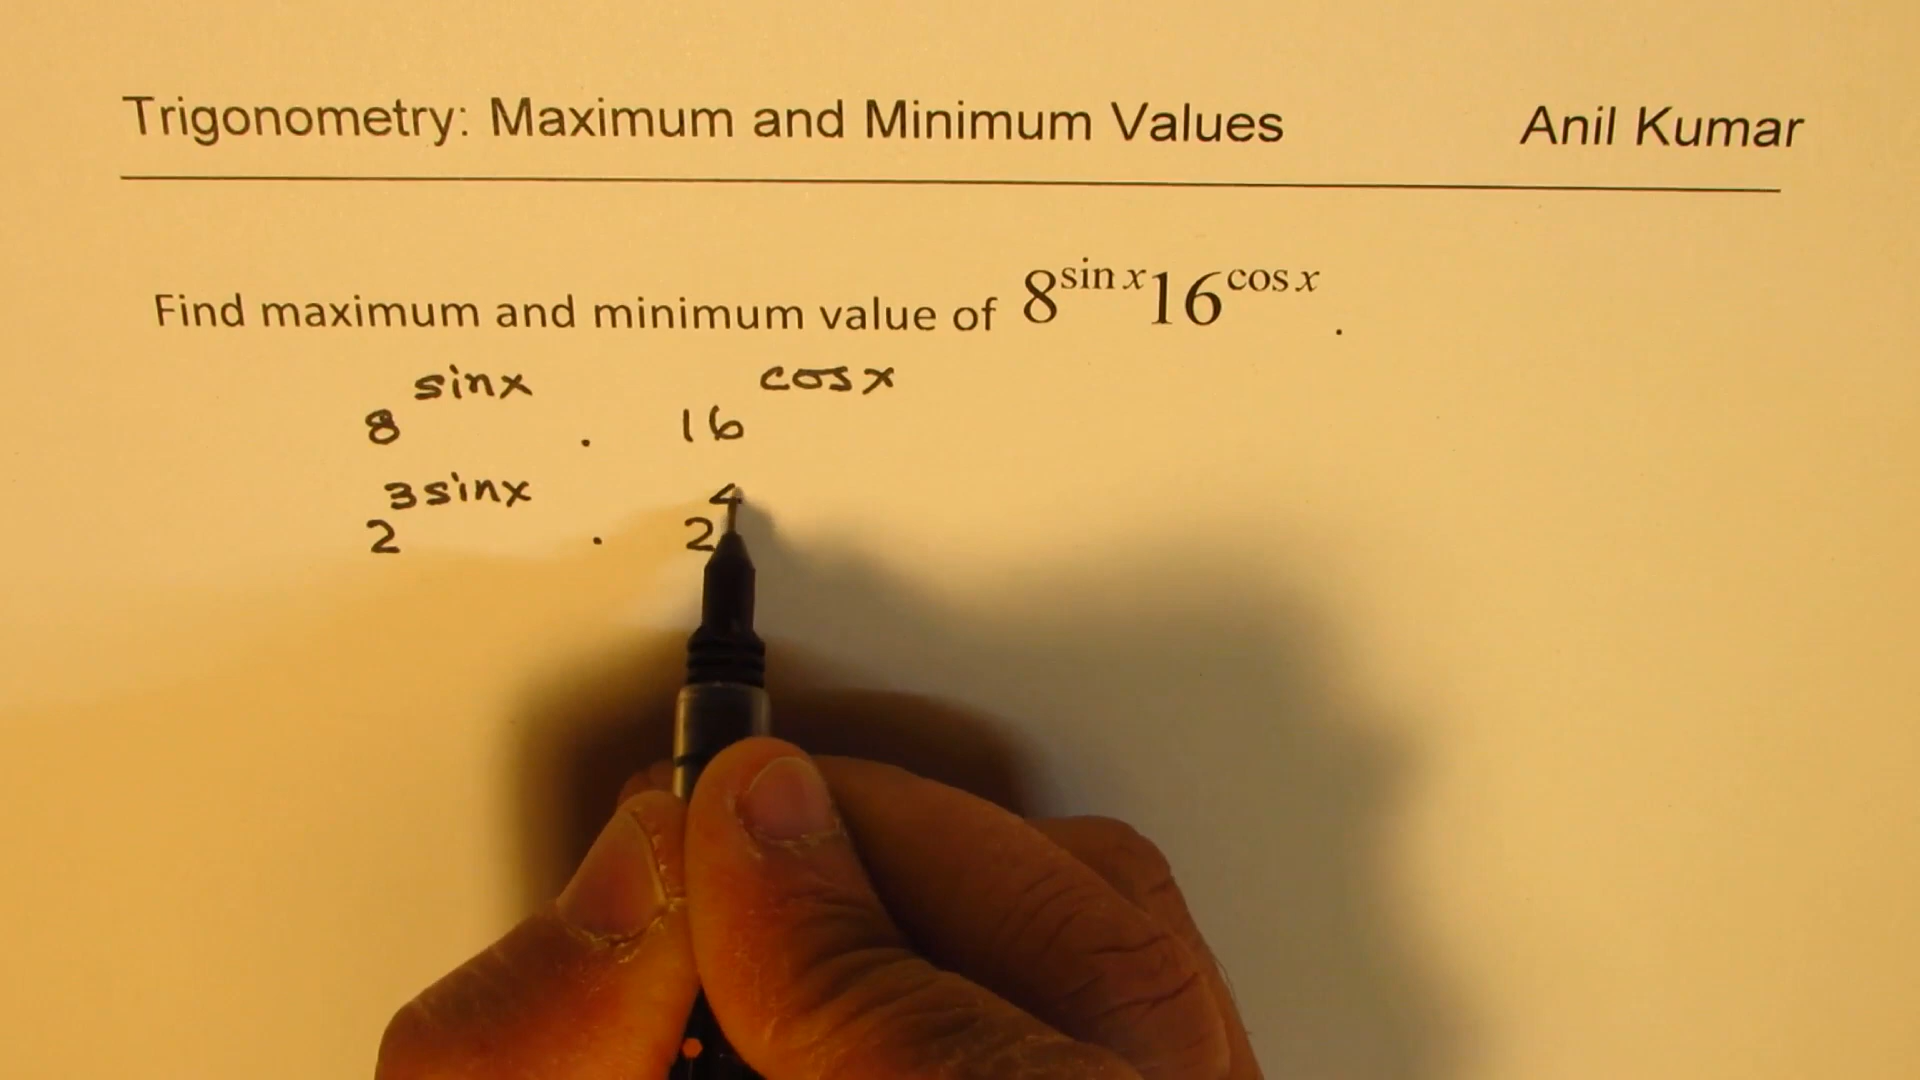 Trigonometry: Maximum and Minimum Values Anil Kumar
Find maximum and minimum value of 8^{sin x}16^{cos x}.
8^{sinx} . 16^{cosx}
2^{3sinx} . 2^{4}